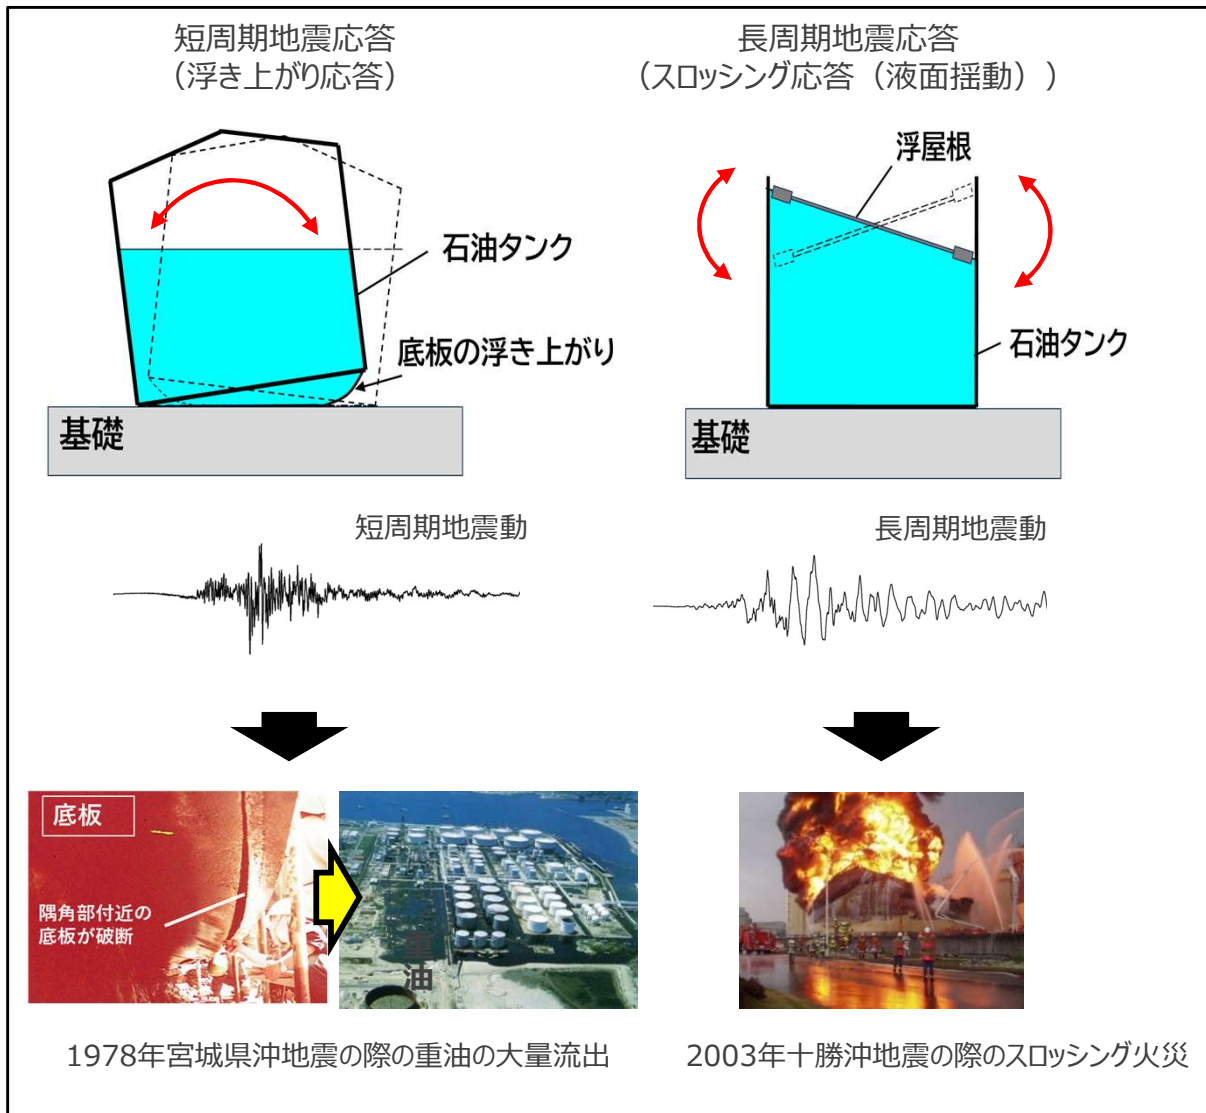 短周期地震応答
（浮き上がり応答）
長周期地震応答
（スロッシング応答（液面揺動））
石油タンク
底板の浮き上がり
基礎
浮屋根
石油タンク
基礎
短周期地震動
長周期地震動
底板
隅角部付近の
底板が破断
重
油
1978年宮城県沖地震の際の重油の大量流出
2003年十勝沖地震の際のスロッシング火災